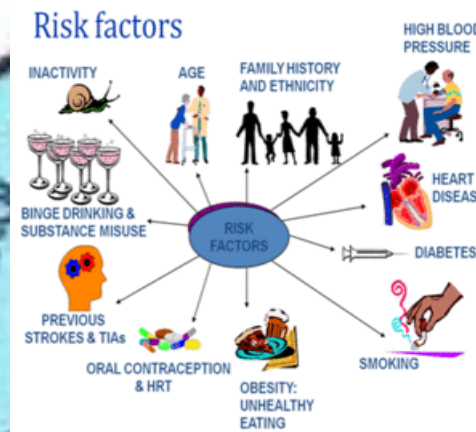 Risk factors
HIGH BLOOD
PRESSURE
INACTIVITY
AGE
FAMILY HISTORY
AND ETHNICITY
HEART
DISEAS
BINGE DRINKING &
SUBSTANCE MISUSE
RISK
FACTORS
DIABETES
PREVIOUS
STROKES & TIAs
ORAL CONTRACEPTION
& HRT
OBESITY:
UNHEALTHY
EATING
SMOKING